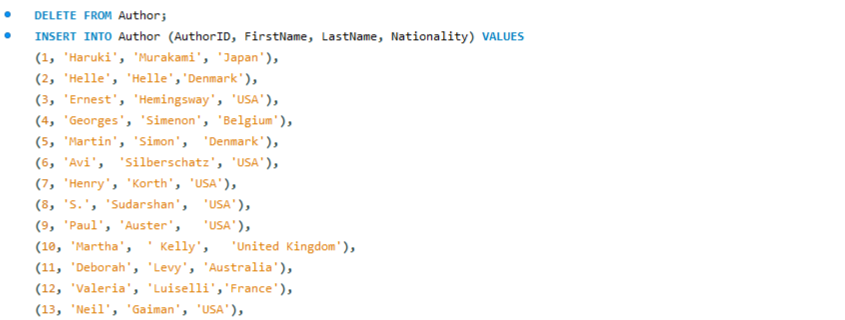 DELETE FROM Author;
INSERT INTO Author (AuthorID, FirstName, LastName, Nationality) VALUES
(1, 'Haruki', 'Murakami', 'Japan'),
(2, 'Helle', 'Helle','Denmark'),
(3, 'Ernest', 'Hemingsway', 'USA'),
(4, 'Georges', 'Simenon', 'Belgium'),
(5, 'Martin', 'Simon',  'Denmark'),
(6, 'Avi',  'Silberschatz', 'USA'),
(7, 'Henry', 'Korth', 'USA'),
(8, 'S.', 'Sudarshan',  'USA'),
(9, 'Paul', 'Auster',   'USA'),
(10, 'Martha',  ' Kelly',   'United Kingdom'),
(11, 'Deborah', 'Levy', 'Australia'),
(12, 'Valeria', 'Luiselli','France'),
(13, 'Neil', 'Gaiman', 'USA'),